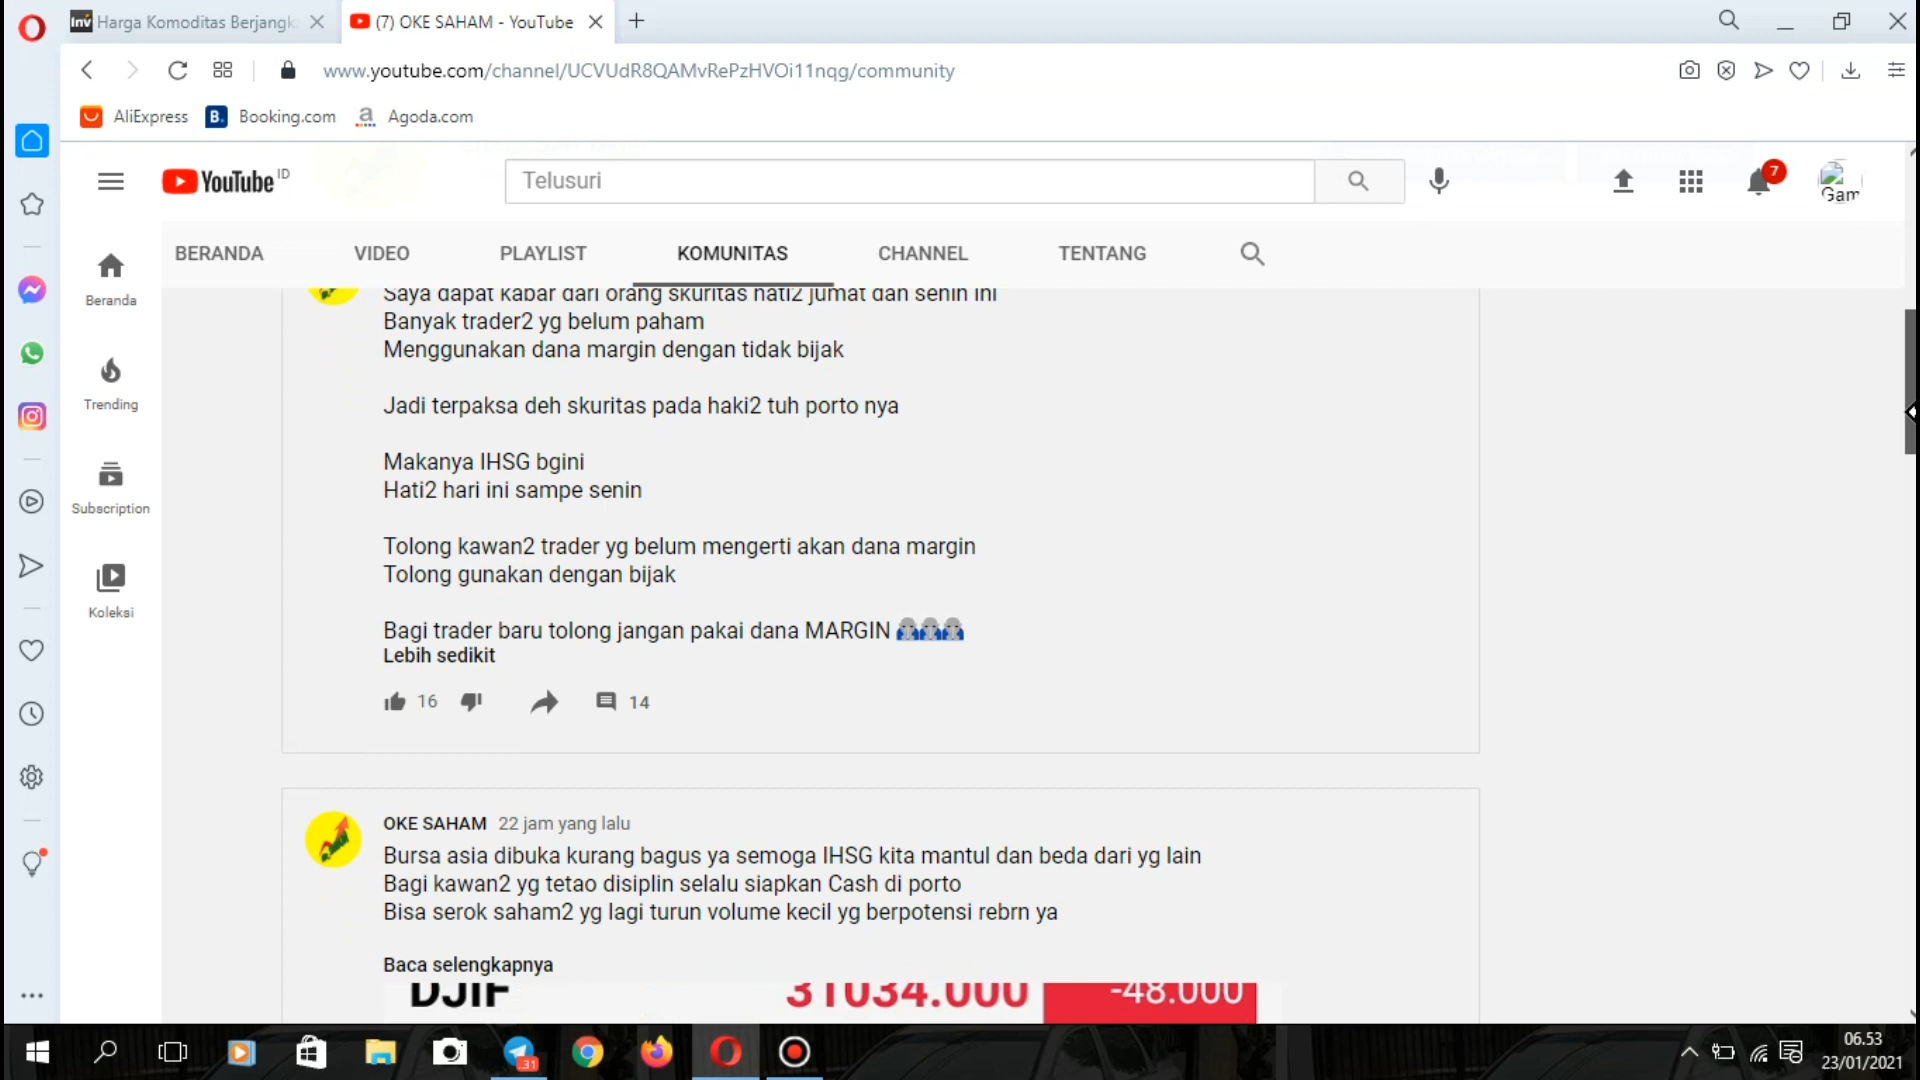 Harga Komoditas Berjangk
(7) OKE SAHAM - YouTube
www.youtube.com/channel/UCVUdR8QAMvRePzHVOi11nqg/community
AliExpress
B. Booking.com
a Agoda.com
YouTube ID
Telusuri
7
Gam
BERANDA VIDEO PLAYLIST KOMUNITAS CHANNEL TENTANG
Beranda
Trending
Subscription
Koleksi
Saya dapat kabar dari orang skuritas hati2 jumat dan senin ini
Banyak trader2 yg belum paham
Menggunakan dana margin dengan tidak bijak
Jadi terpaksa deh skuritas pada haki2 tuh porto nya
Makanya IHSG bgini
Hati2 hari ini sampe senin
Tolong kawan2 trader yg belum mengerti akan dana margin
Tolong gunakan dengan bijak
Bagi trader baru tolong jangan pakai dana MARGIN
Lebih sedikit
16 14
OKE SAHAM 22 jam yang lalu
Bursa asia dibuka kurang bagus ya semoga IHSG kita mantul dan beda dari yg lain
Bagi kawan2 yg tetao disiplin selalu siapkan Cash di porto
Bisa serok saham2 yg lagi turun volume kecil yg berpotensi rebrn ya
Baca selengkapnya
DJIF 31034.000 -48.000
31
06.53
23/01/2021